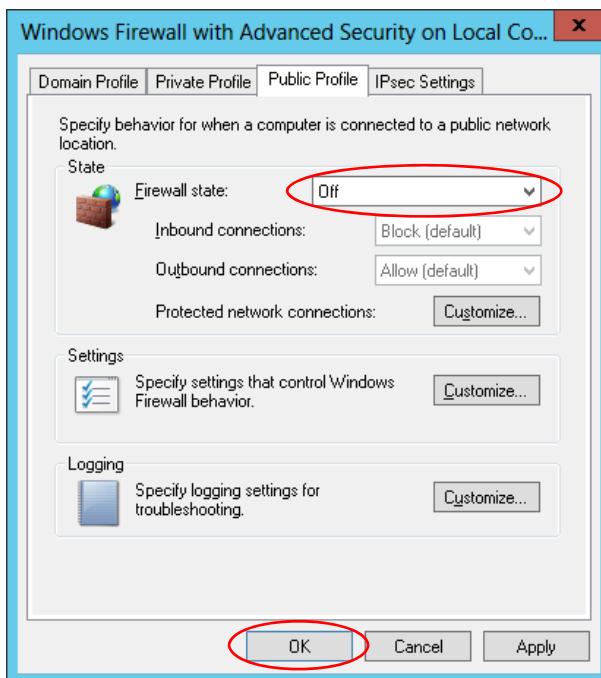 Windows Firewall with Advanced Security on Local Co... x
Domain Profile Private Profile Public Profile IPsec Settings
Specify behavior for when a computer is connected to a public network
location.
State
Firewall state: Off
Inbound connections: Block (default)
Outbound connections: Allow (default)
Protected network connections: Customize...
Settings
Specify settings that control Windows
Firewall behavior.
Customize...
Logging
Specify logging settings for
troubleshooting.
Customize...
OK Cancel Apply